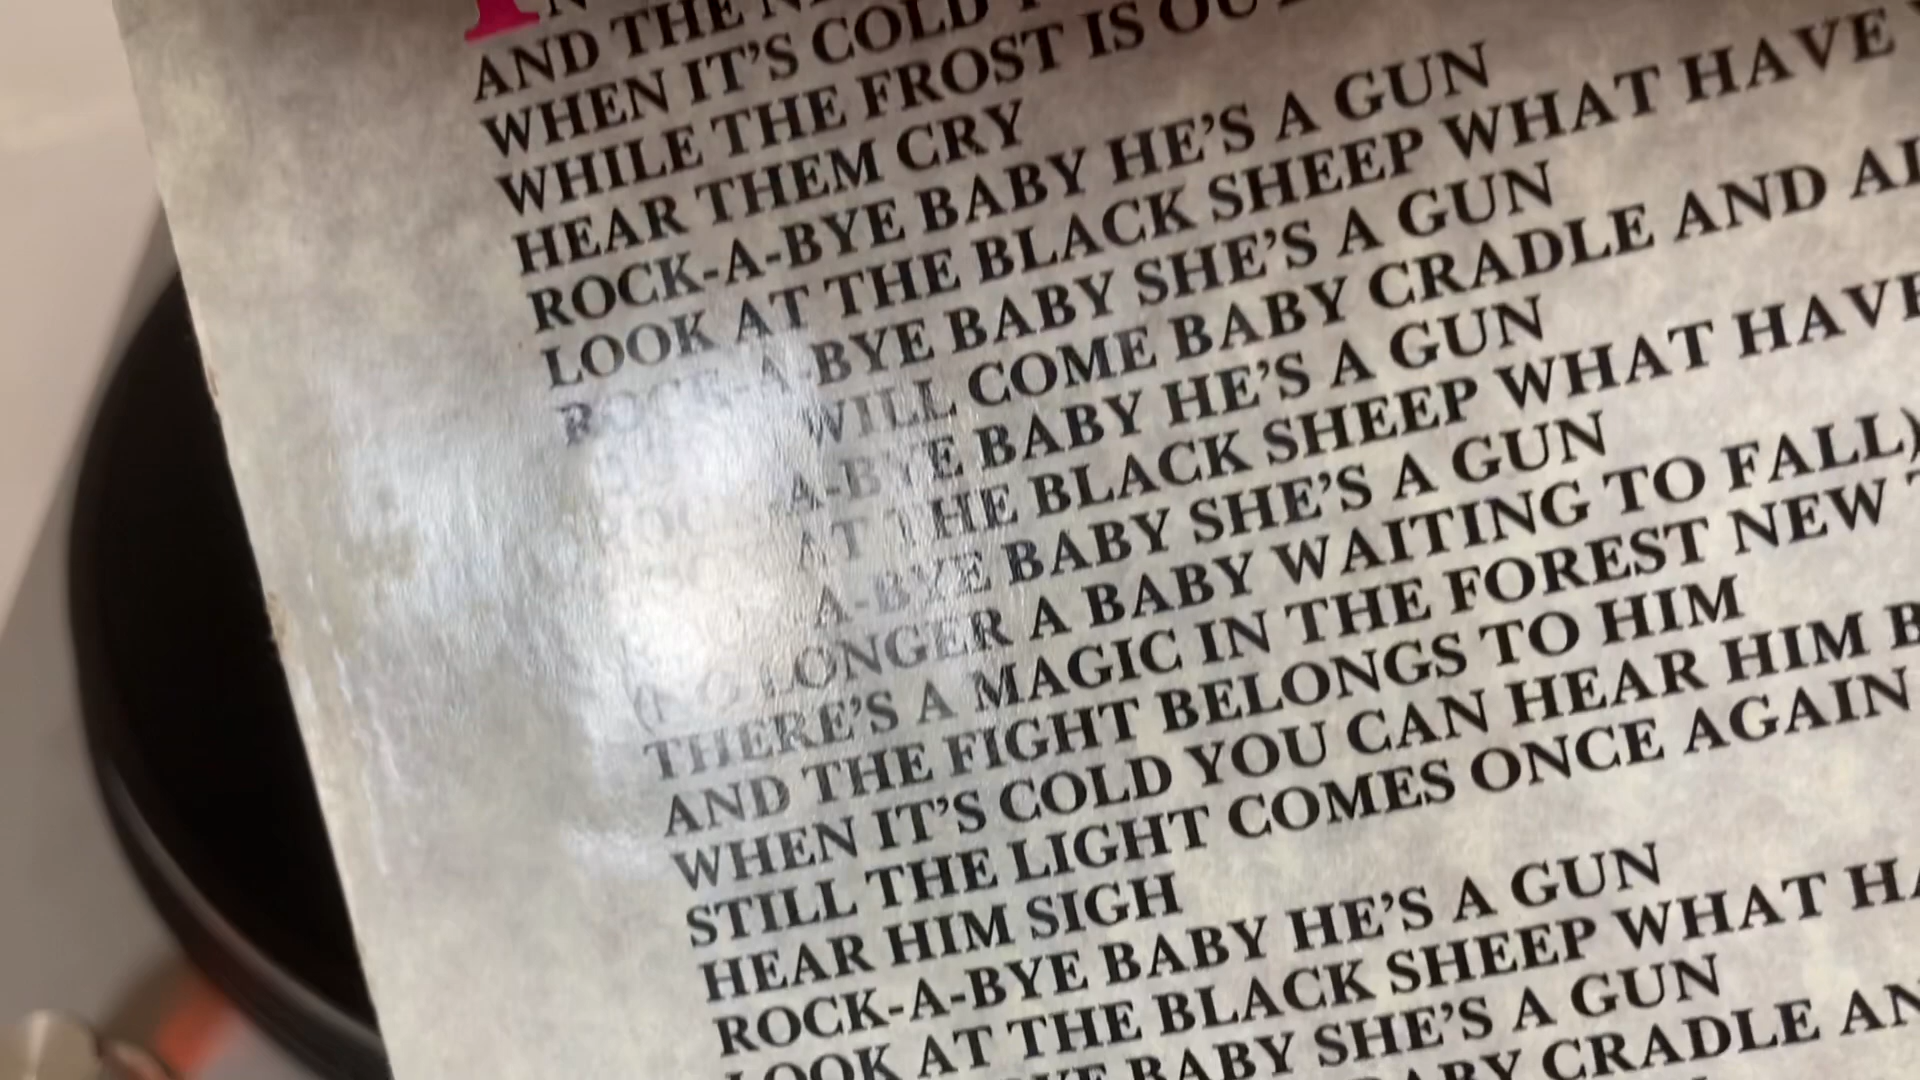 AND THE
WHEN IT'S COLD
WHILE THE FROST IS
HEAR THEM CRY
ROCK-A-BYE BABY HE'S A GUN
LOOK AT THE BLACK SHEEP WHAT HAVE
ROCK-A-BYE BABY SHE'S A GUN
WILL COME BABY CRADLE AND
A-BYE BABY HE'S A GUN
AT THE BLACK SHEEP WHAT HAVE
A-BYE BABY SHE'S A GUN
(NO LONGER A BABY WAITING TO FALL)
THERE'S A MAGIC IN THE FOREST NEW
AND THE FIGHT BELONGS TO HIM
WHEN IT'S COLD YOU CAN HEAR HIM
STILL THE LIGHT COMES ONCE AGAIN
HEAR HIM SIGH
ROCK-A-BYE BABY HE'S A GUN
LOOK AT THE BLACK SHEEP WHAT
BABY SHE'S A GUN
CRADLE